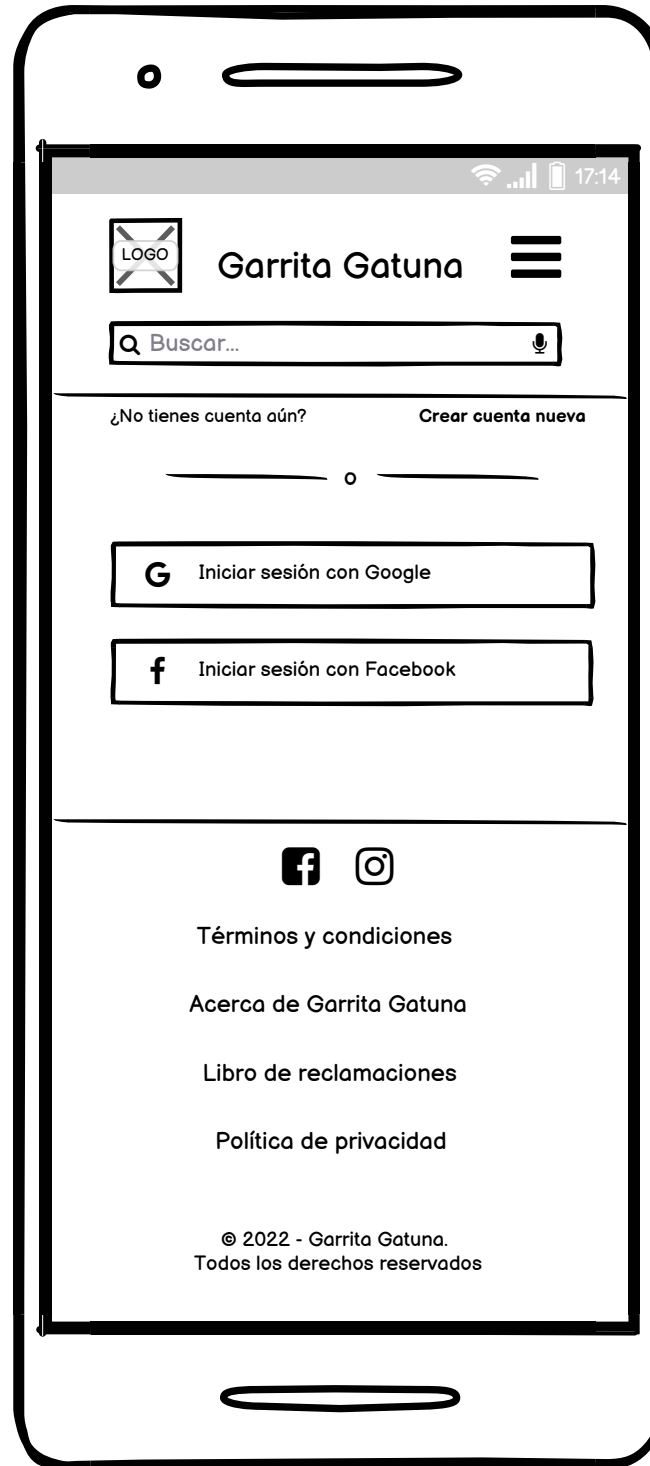 17:14
LOGO
Garrita Gatuna
Buscar...
¿No tienes cuenta aún? Crear cuenta nueva
o
G Iniciar sesión con Google
f Iniciar sesión con Facebook
Términos y condiciones
Acerca de Garrita Gatuna
Libro de reclamaciones
Política de privacidad
© 2022 - Garrita Gatuna.
Todos los derechos reservados